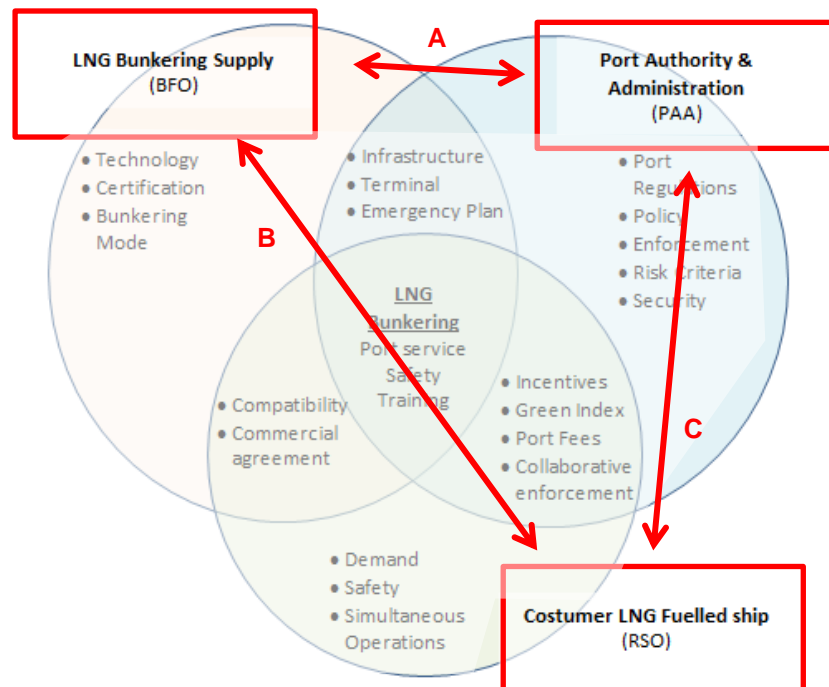 A
LNG Bunkering Supply
(BFO)
Port Authority &
Administration
(PAA)
• Technology
• Certification
• Bunkering
Mode
• Infrastructure
• Terminal
• Emergency Plan
• Port
Regulations
• Policy
• Enforcement
• Risk Criteria
• Security
B
LNG
Bunkering
Port service
Safety
Training
• Compatibility
• Commercial
agreement
• Incentives
• Green Index
• Port Fees
• Collaborative
enforcement
C
• Demand
• Safety
• Simultaneous
Operations
Costumer LNG Fuelled ship
(RSO)